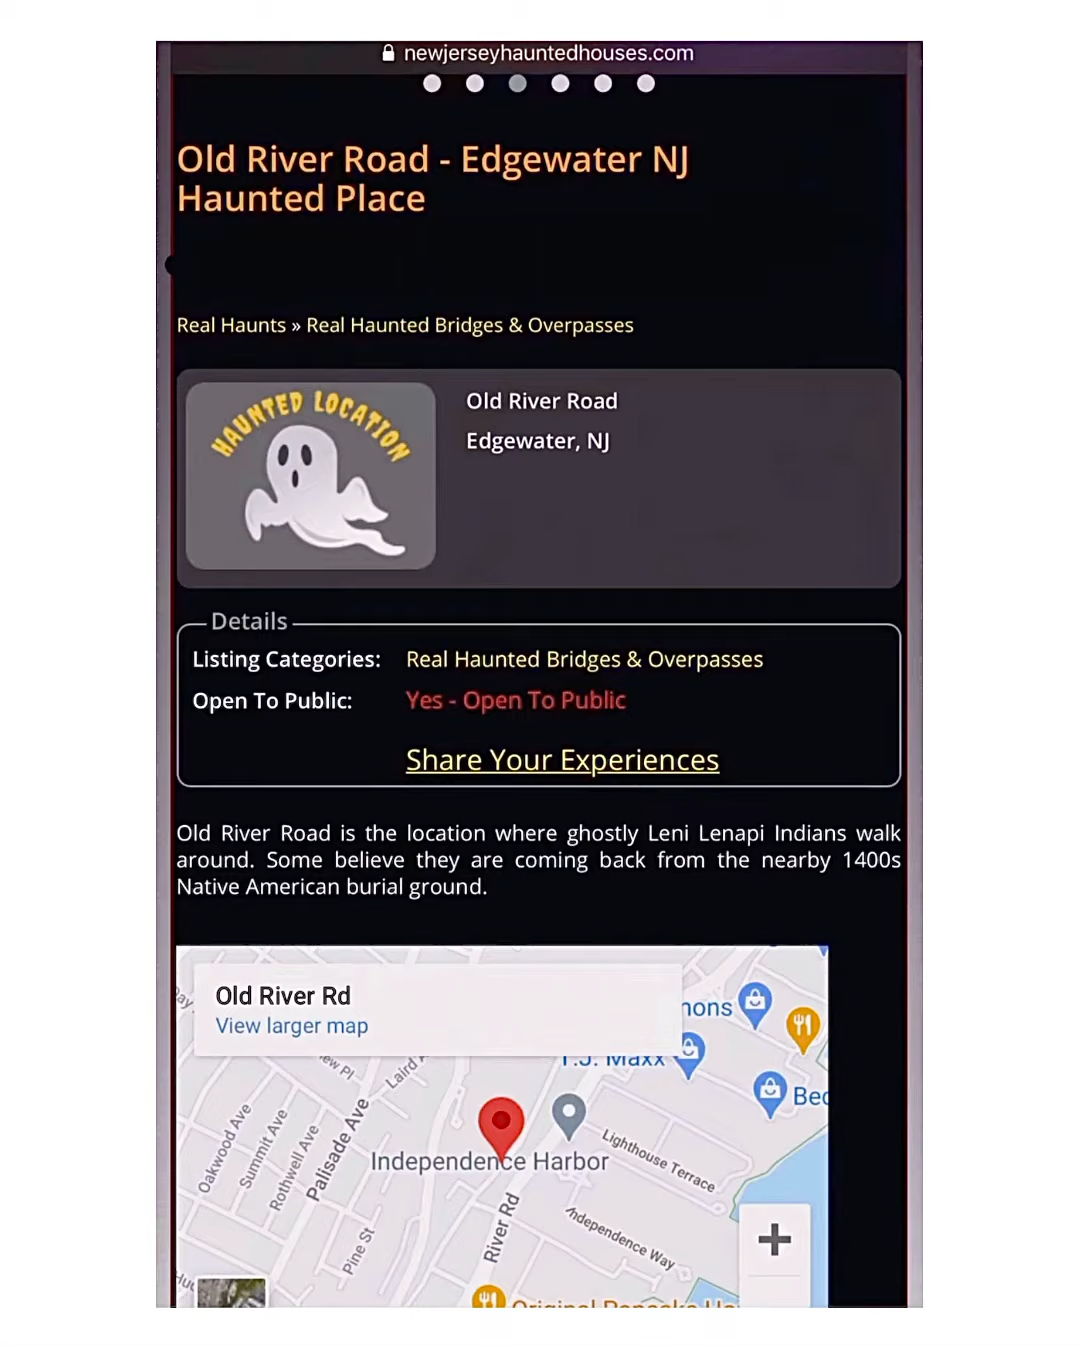 newjerseyhauntedhouses.com
Old River Road - Edgewater NJ
Haunted Place
Real Haunts » Real Haunted Bridges & Overpasses
HAUNTED LOCATION
Old River Road
Edgewater, NJ
Details
Listing Categories: Real Haunted Bridges & Overpasses
Open To Public: Yes - Open To Public
Share Your Experiences
Old River Road is the location where ghostly Leni Lenapi Indians walk
around. Some believe they are coming back from the nearby 1400s
Native American burial ground.
Old River Rd
View larger map
T.J. Maxx
Laird
Oakwood Ave
Summit Ave
Rothwell Ave
Palisade Ave
Independence Harbor
Lighthouse Terrace
River Rd
Independence Way
Pine St
Original Pancake
+